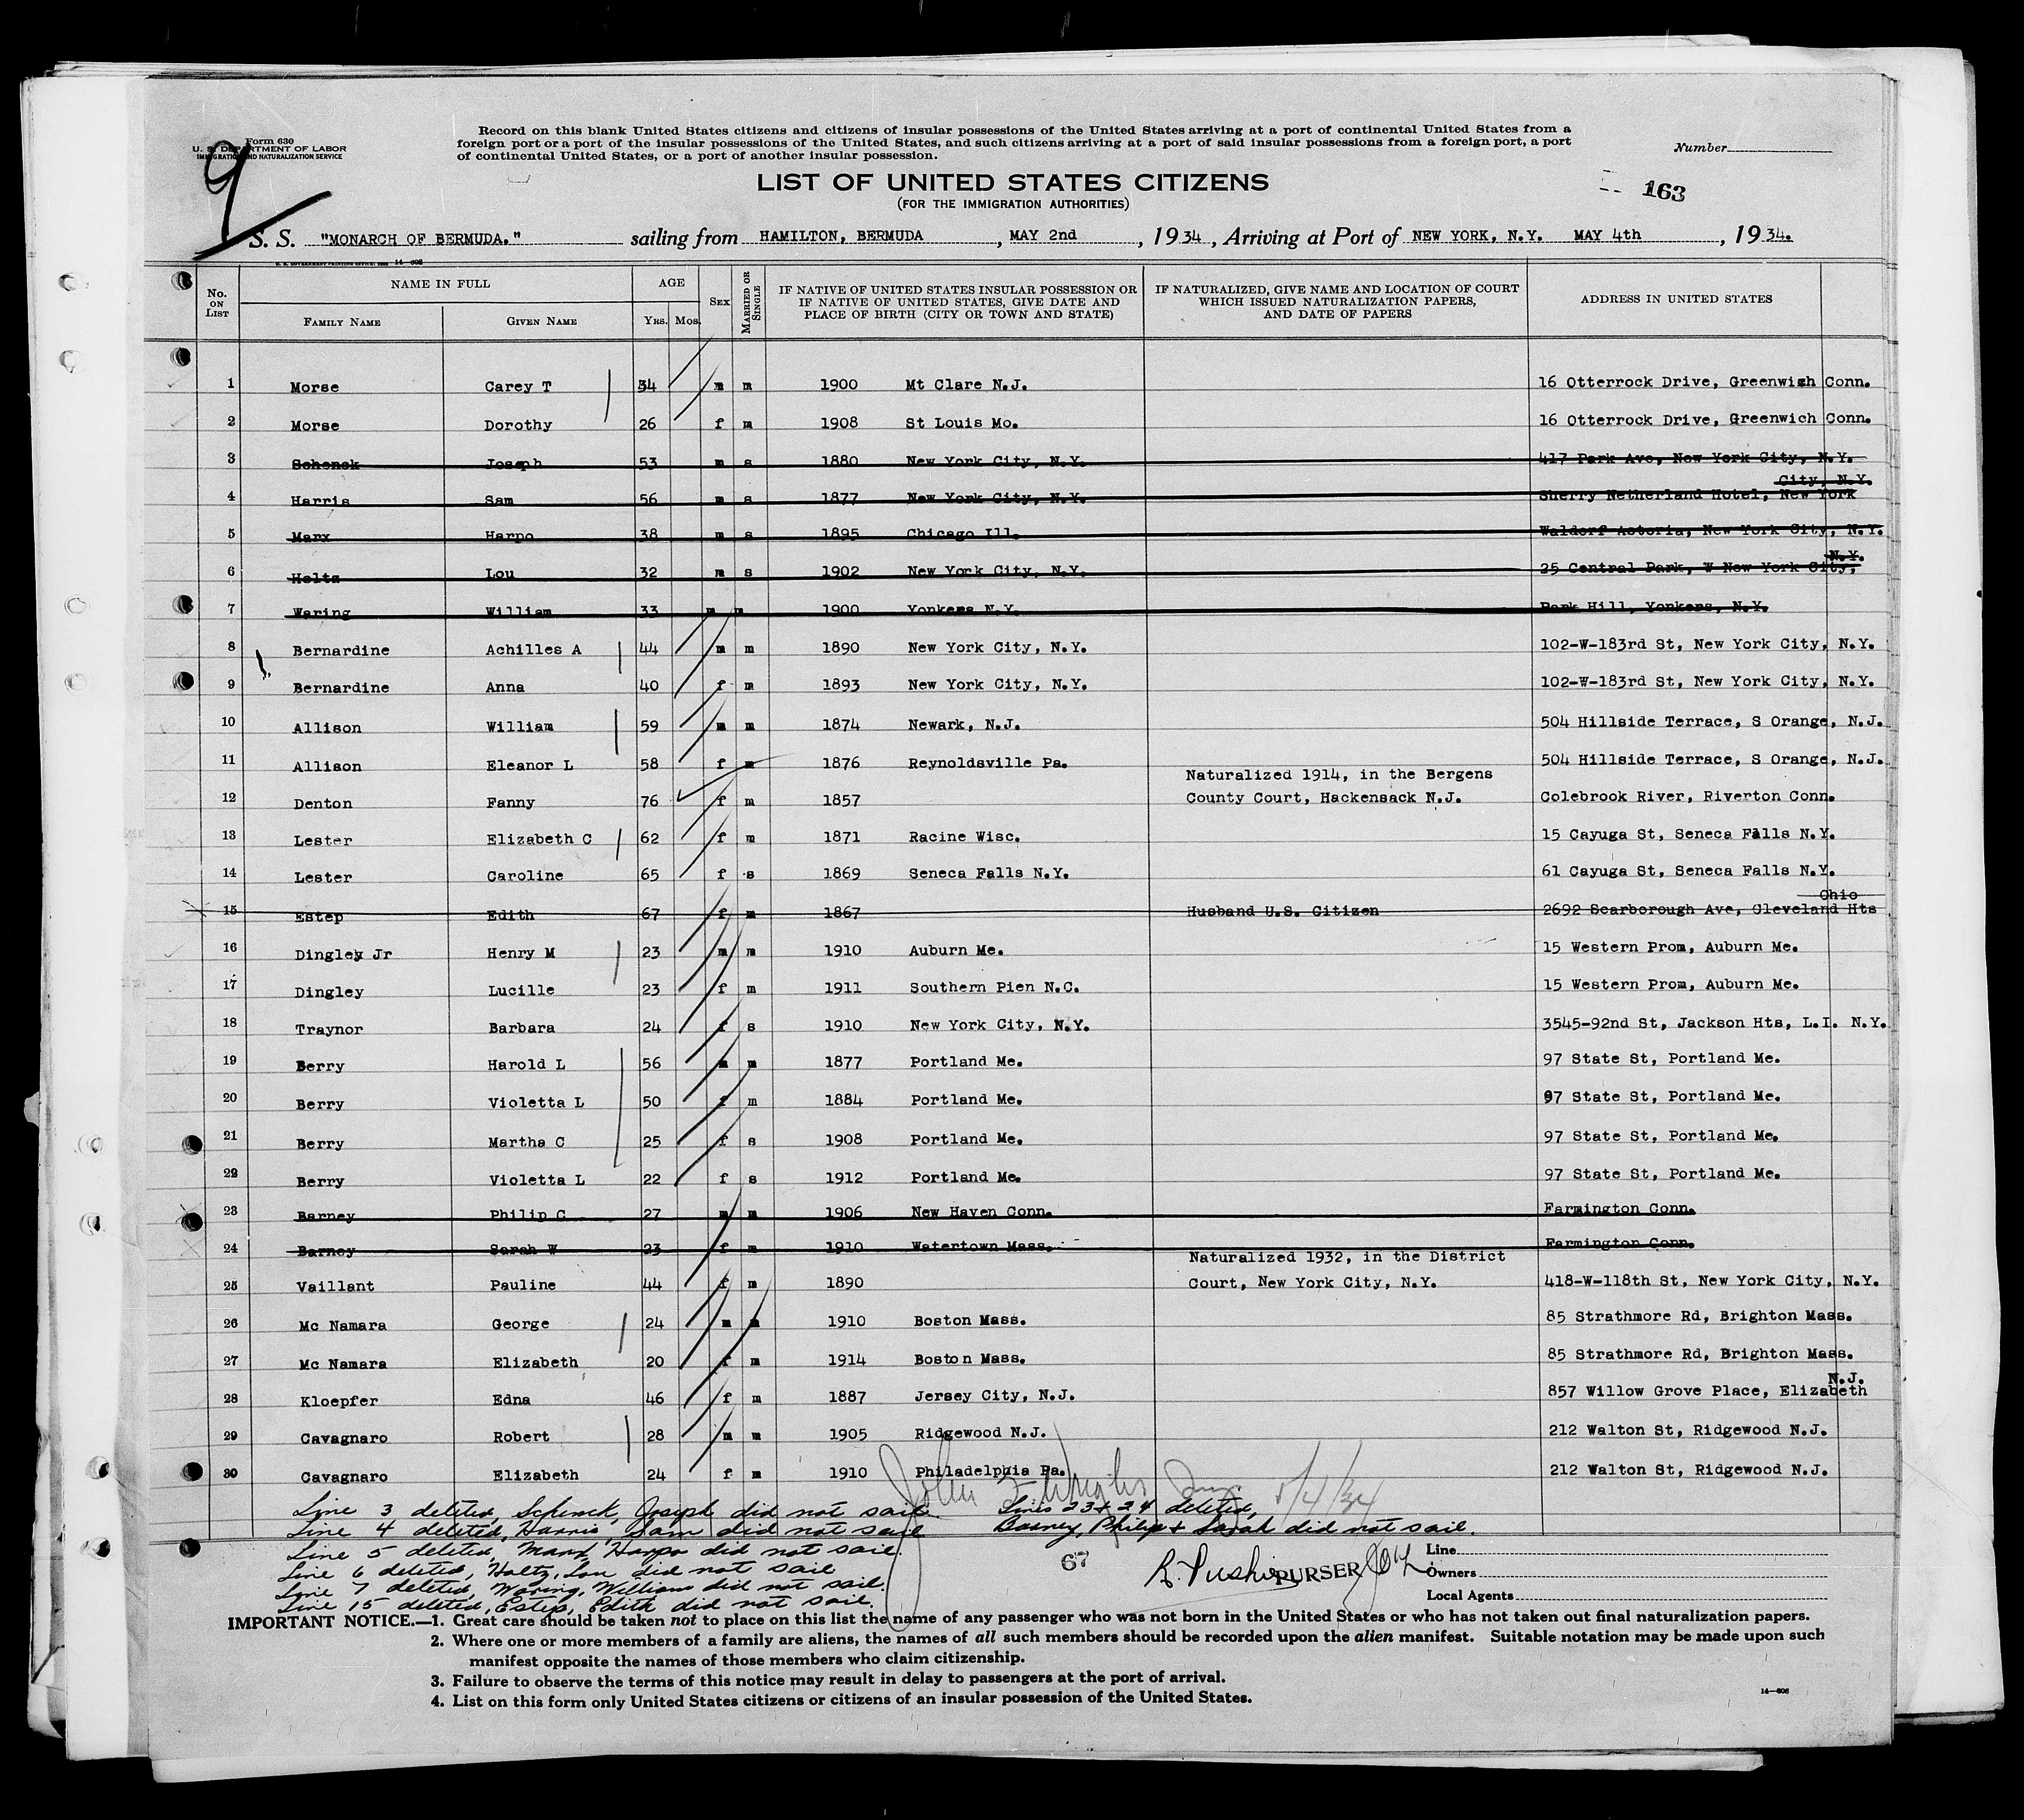 Form 630
U. S. DEPARTMENT OF LABOR
IMMIGRATION AND NATURALIZATION SERVICE
9
Record on this blank United States citizens and citizens of insular possessions of the United States arriving at a port of continental United States from a
foreign port or a port of the insular possessions of the United States, and such citizens arriving at a port of said insular possessions from a foreign port, a port
of continental United States, or a port of another insular possession.
Number
LIST OF UNITED STATES CITIZENS
(FOR THE IMMIGRATION AUTHORITIES)
163
S. S. "MONARCH OF BERMUDA." sailing from HAMILTON, BERMUDA, MAY 2nd, 1934, Arriving at Port of NEW YORK, N.Y. MAY 4th, 1934.
No. ON LIST NAME IN FULL FAMILY NAME GIVEN NAME AGE YRS. MOS. SEX MARRIED OR SINGLE IF NATIVE OF UNITED STATES INSULAR POSSESSION OR IF NATIVE OF UNITED STATES, GIVE DATE AND PLACE OF BIRTH (CITY OR TOWN AND STATE) IF NATURALIZED, GIVE NAME AND LOCATION OF COURT WHICH ISSUED NATURALIZATION PAPERS, AND DATE OF PAPERS ADDRESS IN UNITED STATES
1 Morse Carey T 34 m m 1900 Mt Clare N.J. 16 Otterrock Drive, Greenwich Conn.
2 Morse Dorothy 26 f m 1908 St Louis Mo. 16 Otterrock Drive, Greenwich Conn.
3 Schenck Joseph 53 m s 1880 New York City, N.Y. 417 Park Ave, New York City, N.Y.
4 Harris Sam 56 m s 1877 New York City, N.Y. Sherry Netherland Hotel, New York City, N.Y.
5 Marx Harpo 38 m s 1895 Chicago Ill. Waldorf Astoria, New York City, N.Y.
6 Holtz Lou 32 m s 1902 New York City, N.Y. 25 Central Park, W New York City, N.Y.
7 Waring William 33 m m 1900 Yonkers N.Y. Park Hill, Yonkers, N.Y.
8 Bernardine Achilles A 44 m m 1890 New York City, N.Y. 102-W-183rd St, New York City, N.Y.
9 Bernardine Anna 40 f m 1893 New York City, N.Y. 102-W-183rd St, New York City, N.Y.
10 Allison William 59 m m 1874 Newark, N.J. 504 Hillside Terrace, S Orange, N.J.
11 Allison Eleanor L 58 f m 1876 Reynoldsville Pa. 504 Hillside Terrace, S Orange, N.J.
12 Denton Fanny 76 f m 1857 Naturalized 1914, in the Bergens County Court, Hackensack N.J. Colebrook River, Riverton Conn.
13 Lester Elizabeth C 62 f m 1871 Racine Wisc. 15 Cayuga St, Seneca Falls N.Y.
14 Lester Caroline 65 f s 1869 Seneca Falls N.Y. 61 Cayuga St, Seneca Falls N.Y.
15 Estep Edith 67 f m 1867 Husband U.S. Citizen 2692 Scarborough Ave, Cleveland Hts Ohio
16 Dingley Jr Henry M 23 m m 1910 Auburn Me. 15 Western Prom, Auburn Me.
17 Dingley Lucille 23 f m 1911 Southern Pien N.C. 15 Western Prom, Auburn Me.
18 Traynor Barbara 24 f s 1910 New York City, N.Y. 3545-92nd St, Jackson Hts, L.I. N.Y.
19 Berry Harold L 56 m m 1877 Portland Me. 97 State St, Portland Me.
20 Berry Violetta L 50 f m 1884 Portland Me. 97 State St, Portland Me.
21 Berry Martha C 25 f s 1908 Portland Me. 97 State St, Portland Me.
22 Berry Violetta L 22 f s 1912 Portland Me. 97 State St, Portland Me.
23 Barney Philip C 27 m m 1906 New Haven Conn. Farmington Conn.
24 Barney Sarah W 23 f m 1910 Watertown Mass. Farmington Conn.
25 Vaillant Pauline 44 f m 1890 Naturalized 1932, in the District Court, New York City, N.Y. 418-W-118th St, New York City, N.Y.
26 Mc Namara George 24 m m 1910 Boston Mass. 85 Strathmore Rd, Brighton Mass.
27 Mc Namara Elizabeth 20 f m 1914 Boston Mass. 85 Strathmore Rd, Brighton Mass.
28 Kloepfer Edna 46 f m 1887 Jersey City, N.J. 857 Willow Grove Place, Elizabeth N.J.
29 Cavagnaro Robert 28 m m 1905 Ridgewood N.J. 212 Walton St, Ridgewood N.J.
30 Cavagnaro Elizabeth 24 f m 1910 Philadelphia Pa. 212 Walton St, Ridgewood N.J.
John 5/4/34
Line 3 deleted, Schenck, Joseph did not sail. Lines 23 + 24 deleted,
Line 4 deleted, Harris, Sam did not sail Barney, Philip + Sarah did not sail.
Line 5 deleted, Marx, Harpo did not sail.
Line 6 deleted, Holtz, Lou did not sail
Line 7 deleted, Waring, William did not sail.
Line 15 deleted, Estep, Edith did not sail.
67
PURSER
Line
Owners
Local Agents
IMPORTANT NOTICE.—1. Great care should be taken not to place on this list the name of any passenger who was not born in the United States or who has not taken out final naturalization papers.
2. Where one or more members of a family are aliens, the names of all such members should be recorded upon the alien manifest. Suitable notation may be made upon such
manifest opposite the names of those members who claim citizenship.
3. Failure to observe the terms of this notice may result in delay to passengers at the port of arrival.
4. List on this form only United States citizens or citizens of an insular possession of the United States.